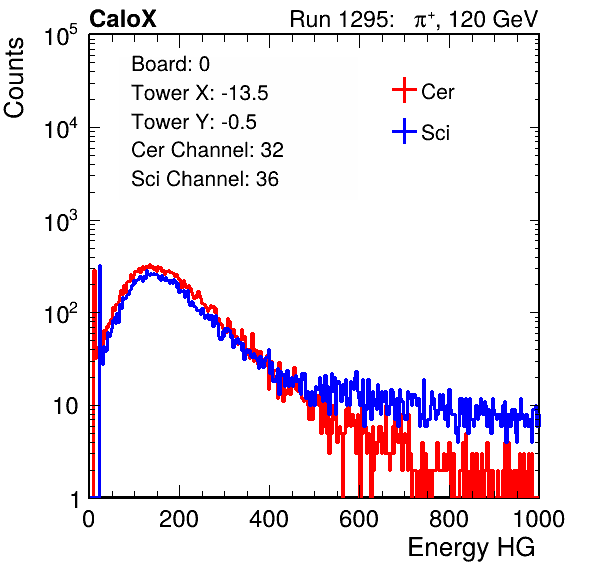 CaloX Run 1295: π⁺, 120 GeV
Counts
10⁵
10⁴
10³
10²
10
1
Board: 0
Tower X: -13.5
Tower Y: -0.5
Cer Channel: 32
Sci Channel: 36
Cer
Sci
0 200 400 600 800 1000
Energy HG